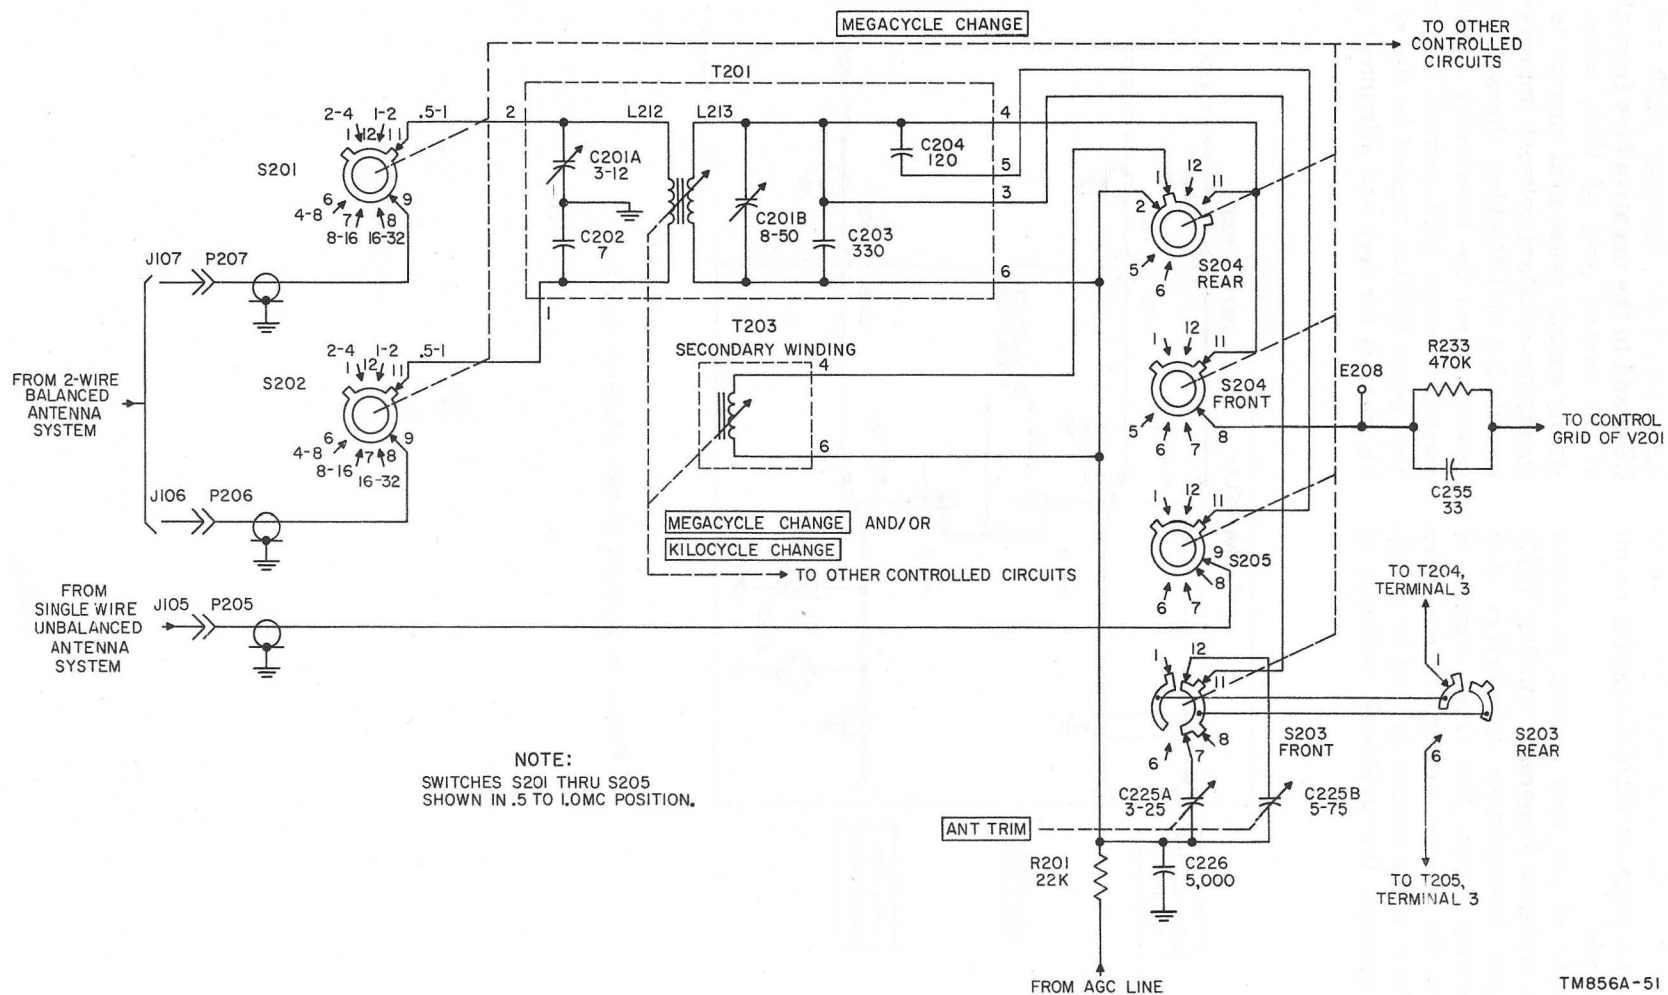 MEGACYCLE CHANGE
TO OTHER
CONTROLLED
CIRCUITS
T201
2-4
1-2
.5-1
1
12
11
2
L212
L213
4
S201
C201A
3-12
C204
120
5
3
6
9
4-8
7
8
8-16
16-32
C202
7
C201B
8-50
C203
330
6
1
12
11
2
5
6
S204
REAR
J107
P207
1
T203
SECONDARY WINDING
4
6
2-4
1-2
.5-1
1
12
11
S202
6
9
4-8
7
8
8-16
16-32
FROM 2-WIRE
BALANCED
ANTENNA
SYSTEM
1
12
11
S204
FRONT
5
6
7
8
E208
R233
470K
C255
33
TO CONTROL
GRID OF V201
J106
P206
MEGACYCLE CHANGE AND/OR
KILOCYCLE CHANGE
TO OTHER CONTROLLED CIRCUITS
1
12
11
9
S205
8
6
7
FROM
SINGLE WIRE
UNBALANCED
ANTENNA
SYSTEM
J105
P205
TO T204,
TERMINAL 3
1
12
11
6
7
8
S203
FRONT
1
6
S203
REAR
C225A
3-25
C225B
5-75
ANT TRIM
R201
22K
C226
5,000
TO T205,
TERMINAL 3
NOTE:
SWITCHES S201 THRU S205
SHOWN IN .5 TO 1.0MC POSITION.
FROM AGC LINE
TM856A-51